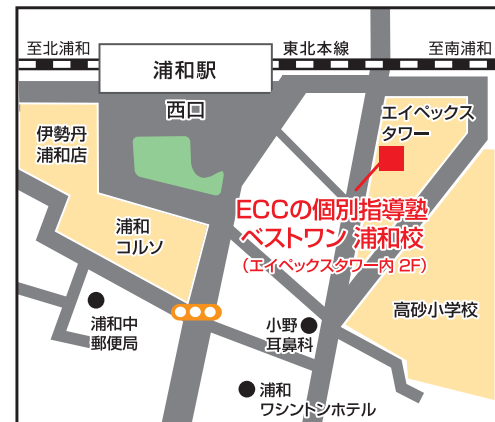 至北浦和
浦和駅
東北本線
至南浦和
西口
エイペックス
タワー
伊勢丹
浦和店
ECCの個別指導塾
ベストワン 浦和校
(エイペックスタワー内 2F)
浦和
コルソ
高砂小学校
浦和中
郵便局
小野
耳鼻科
浦和
ワシントンホテル